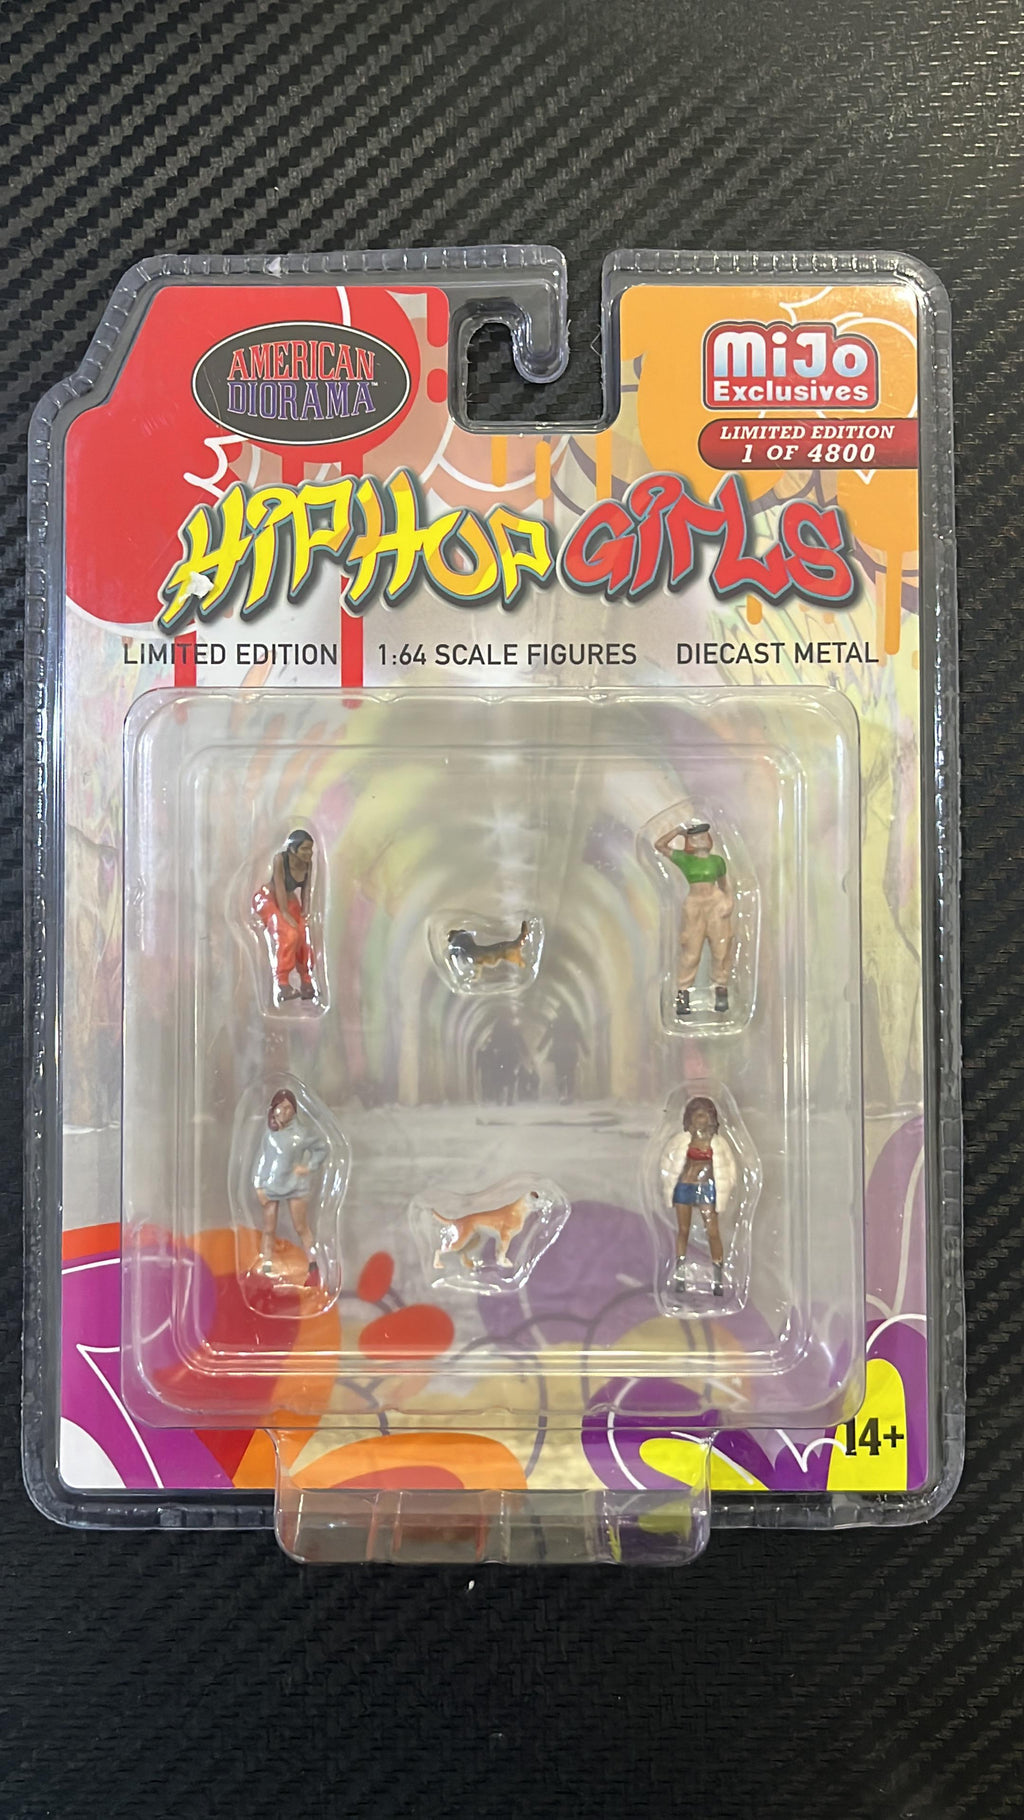 AMERICAN
DIORAMA™
MiJo
Exclusives
LIMITED EDITION
1 OF 4800
HIPHOP GIRLS
LIMITED EDITION 1:64 SCALE FIGURES DIECAST METAL
14+